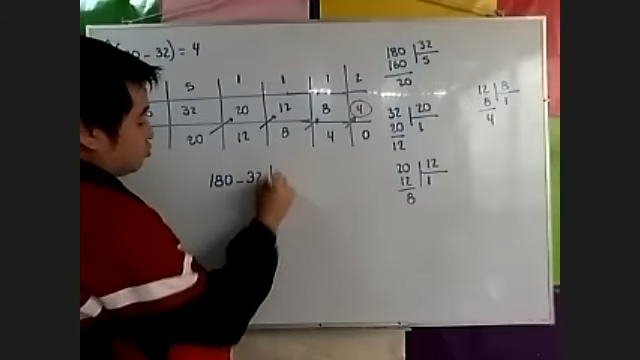 80 - 32) = 4
5 1 1 1 2
32 20 12 8 4
20 12 8 4 0
180 - 32
180 | 32
160 5
20
32 | 20
20 1
12
20 | 12
12 1
8
12 | 8
8 1
4